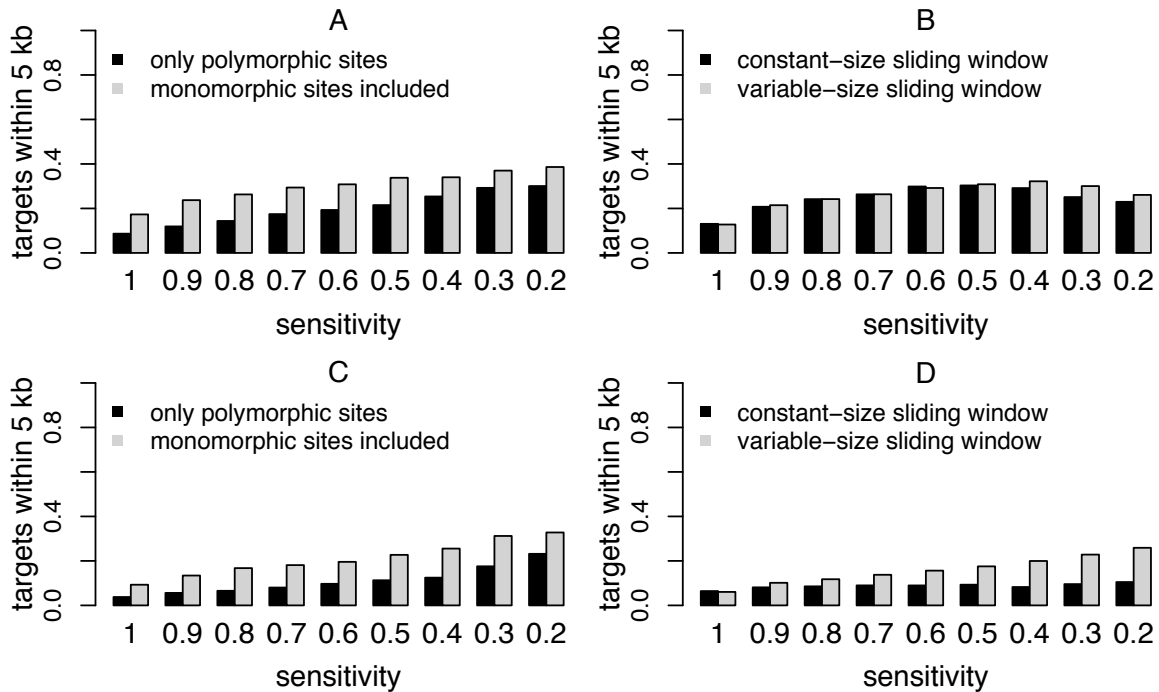 A
only polymorphic sites
monomorphic sites included
targets within 5 kb
0.0 0.4 0.8
1 0.9 0.8 0.7 0.6 0.5 0.4 0.3 0.2
sensitivity
B
constant−size sliding window
variable−size sliding window
targets within 5 kb
0.0 0.4 0.8
1 0.9 0.8 0.7 0.6 0.5 0.4 0.3 0.2
sensitivity
C
only polymorphic sites
monomorphic sites included
targets within 5 kb
0.0 0.4 0.8
1 0.9 0.8 0.7 0.6 0.5 0.4 0.3 0.2
sensitivity
D
constant−size sliding window
variable−size sliding window
targets within 5 kb
0.0 0.4 0.8
1 0.9 0.8 0.7 0.6 0.5 0.4 0.3 0.2
sensitivity